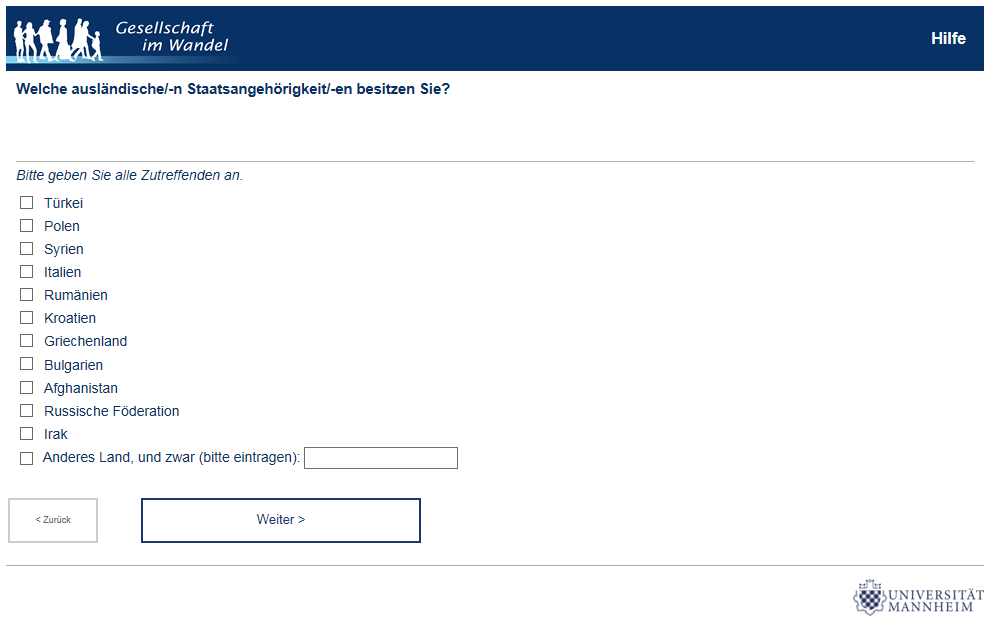 Gesellschaft
im Wandel
Hilfe
Welche ausländische/-n Staatsangehörigkeit/-en besitzen Sie?
Bitte geben Sie alle Zutreffenden an.
Türkei
Polen
Syrien
Italien
Rumänien
Kroatien
Griechenland
Bulgarien
Afghanistan
Russische Föderation
Irak
Anderes Land, und zwar (bitte eintragen):
< Zurück
Weiter >
UNIVERSITÄT
MANNHEIM